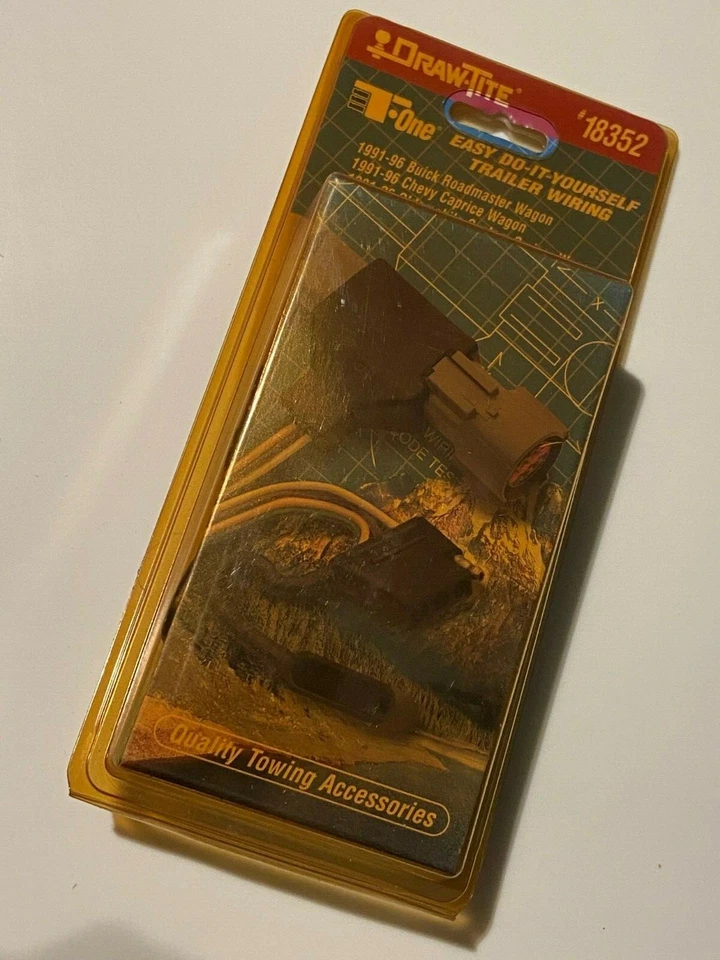 DRAW-TITE®
#18352
T-One®
EASY DO-IT-YOURSELF
TRAILER WIRING
1991-96 Buick Roadmaster Wagon
1991-96 Chevy Caprice Wagon
Quality Towing Accessories